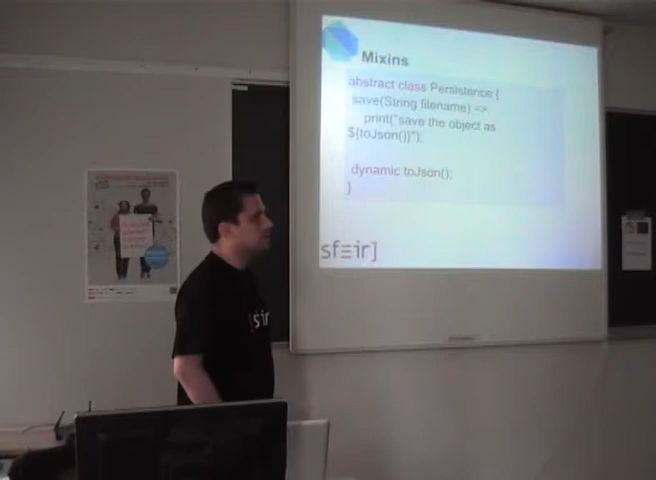 Mixins
abstract class Persistence {
save(String filename) =>
print("save the object as
${toJson()}");
dynamic toJson();
}
sfeir]